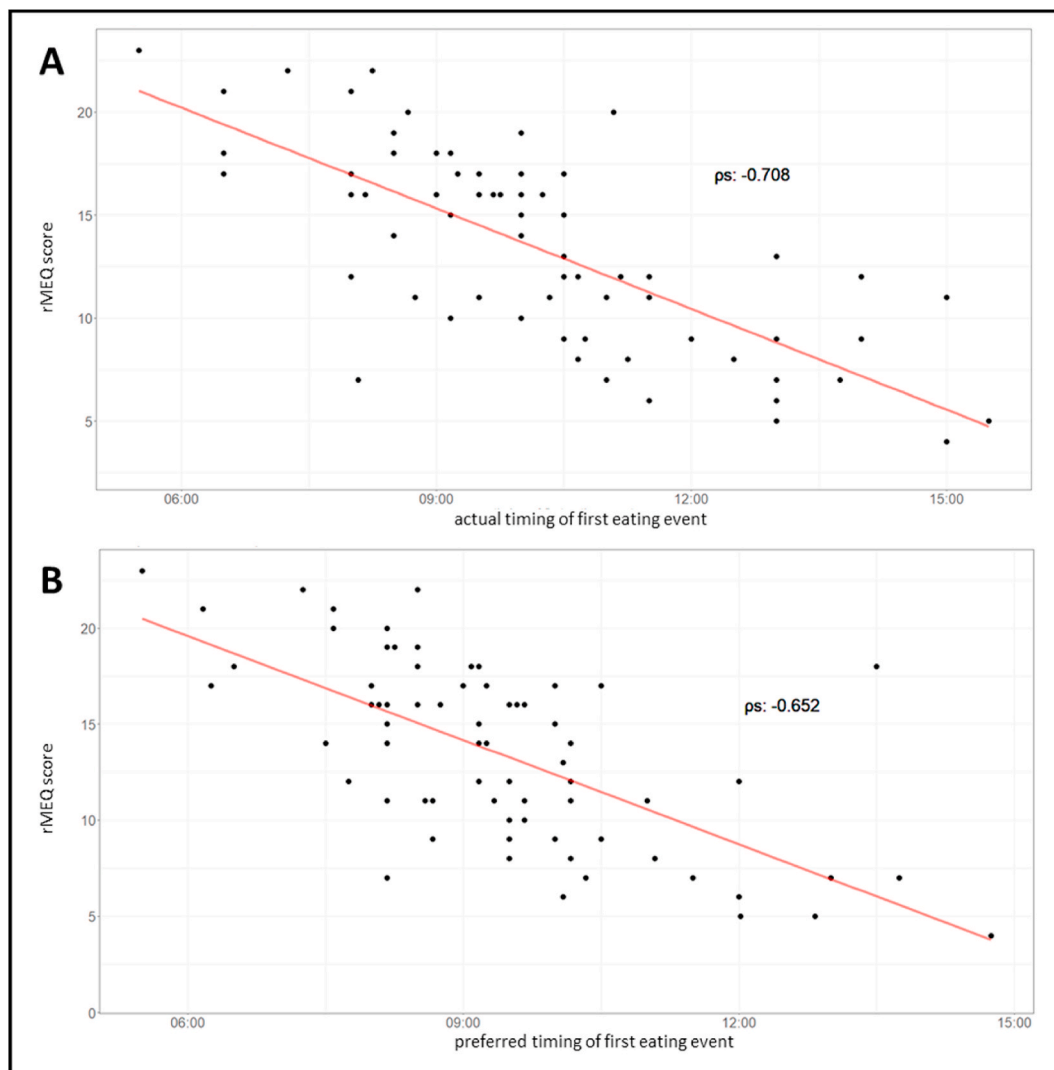 A
rMEQ score
20
15
10
5
ρs: -0.708
06:00 09:00 12:00 15:00
actual timing of first eating event
B
rMEQ score
20
15
10
5
0
ρs: -0.652
06:00 09:00 12:00 15:00
preferred timing of first eating event